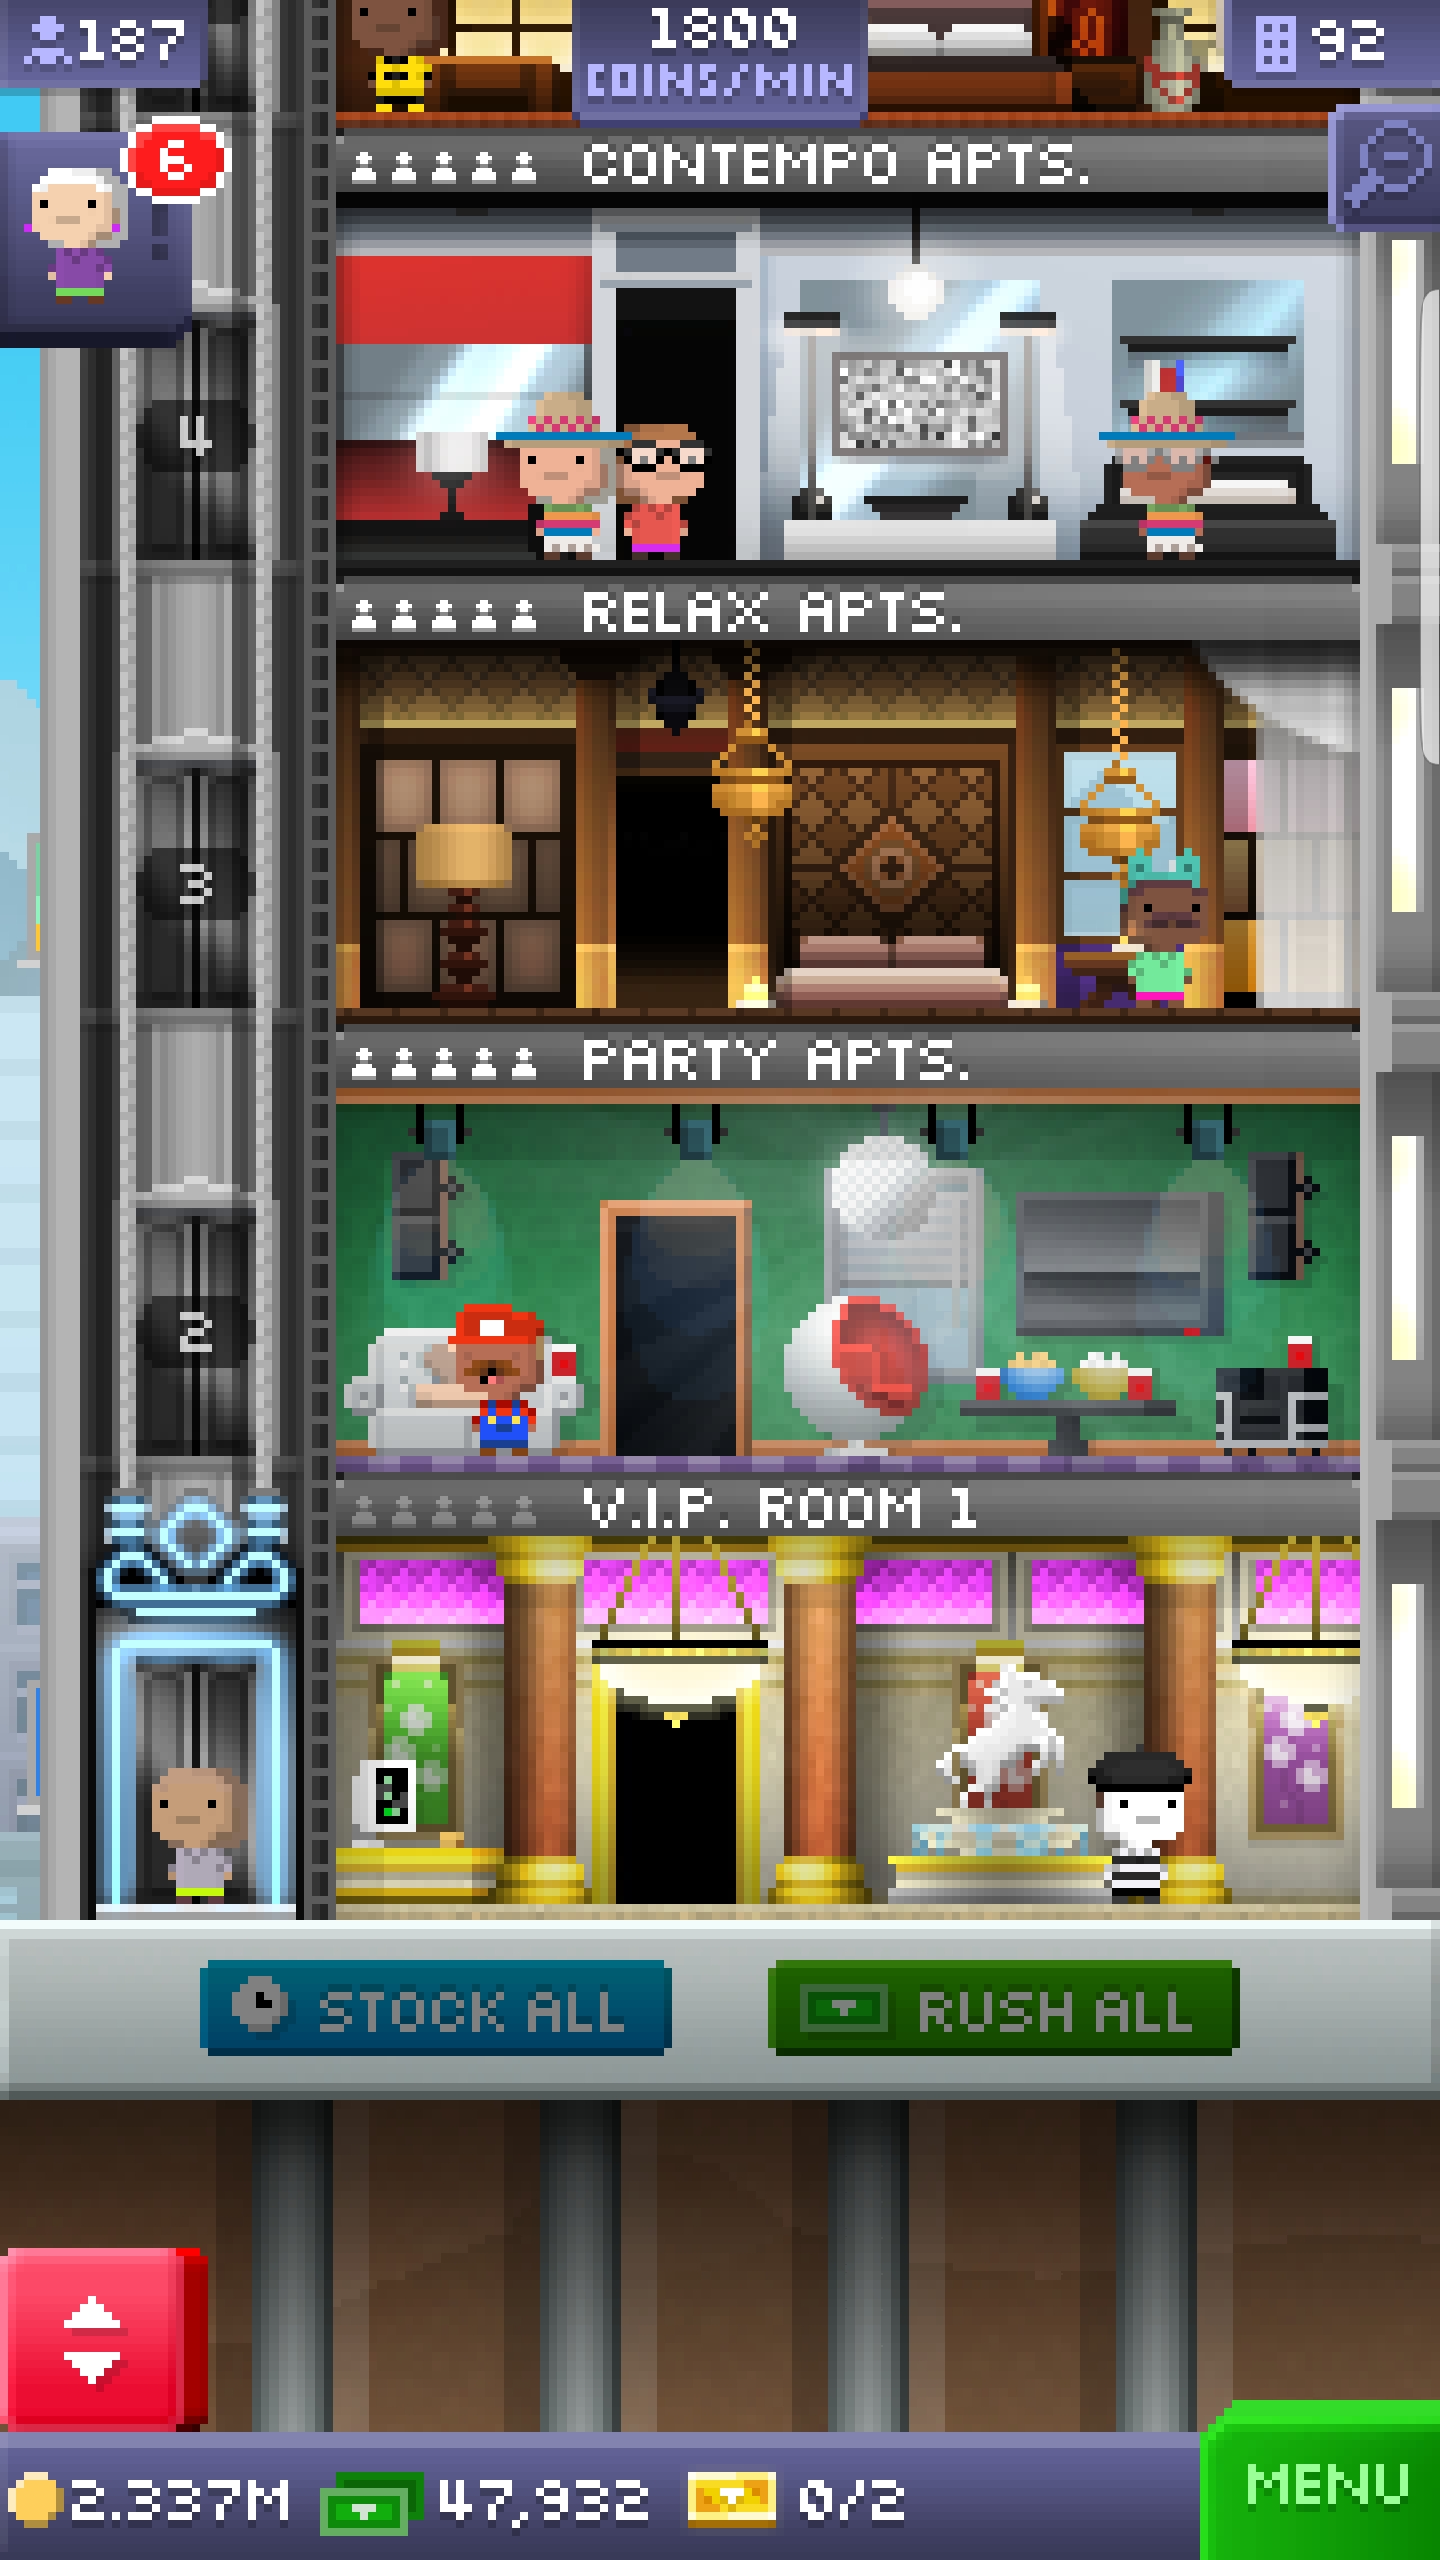 187
1800
COINS/MIN
92
6
CONTEMPO APTS.
4
RELAX APTS.
3
PARTY APTS.
2
V.I.P. ROOM 1
STOCK ALL
RUSH ALL
2.337M
47,932
0/2
MENU